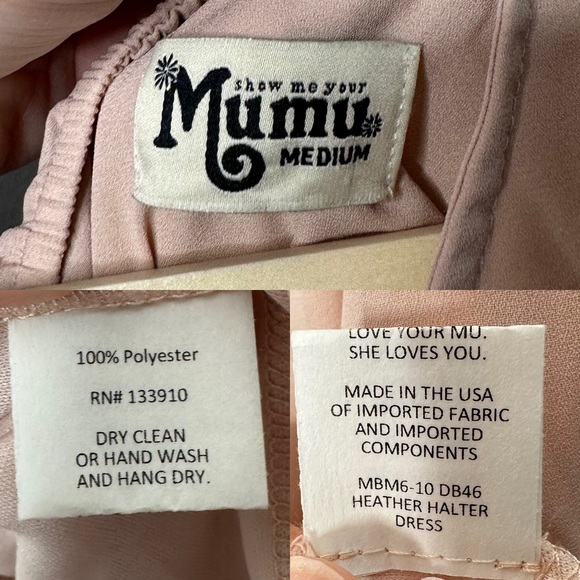 show me your
Mumu
MEDIUM
100% Polyester
RN# 133910
DRY CLEAN
OR HAND WASH
AND HANG DRY.
LOVE YOUR MU.
SHE LOVES YOU.
MADE IN THE USA
OF IMPORTED FABRIC
AND IMPORTED
COMPONENTS
MBM6-10 DB46
HEATHER HALTER
DRESS